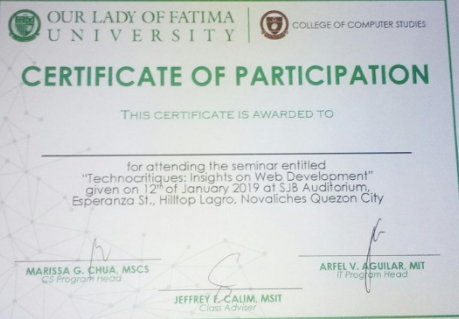 OUR LADY OF FATIMA
UNIVERSITY
COLLEGE OF COMPUTER STUDIES
CERTIFICATE OF PARTICIPATION
THIS CERTIFICATE IS AWARDED TO
for attending the seminar entitled
"Technocritiques: Insights on Web Development"
given on 12th of January 2019 at SJB Auditorium,
Esperanza St., Hilltop Lagro, Novaliches Quezon City
MARISSA G. CHUA, MSCS
CS Program Head
ARFEL V. AGUILAR, MIT
IT Program Head
JEFFREY F. CALIM, MSIT
Class Adviser